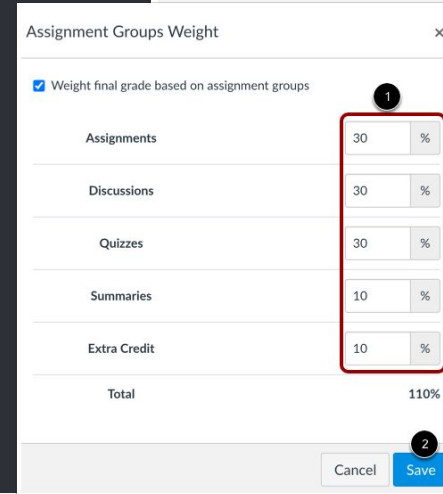 Assignment Groups Weight ×
Weight final grade based on assignment groups
1
Assignments 30 %
Discussions 30 %
Quizzes 30 %
Summaries 10 %
Extra Credit 10 %
Total 110%
2
Cancel Save